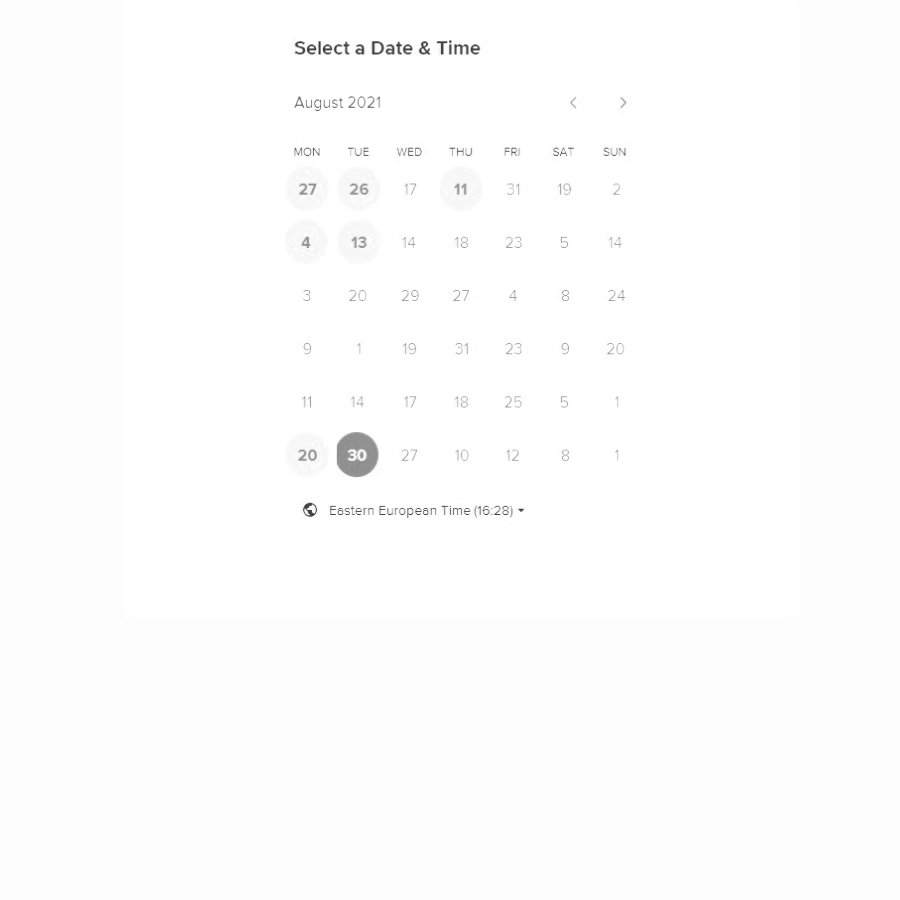 Select a Date & Time
August 2021
MON TUE WED THU FRI SAT SUN
27 26 17 11 31 19 2
4 13 14 18 23 5 14
3 20 29 27 4 8 24
9 1 19 31 23 9 20
11 14 17 18 25 5 1
20 30 27 10 12 8 1
Eastern European Time (16:28)